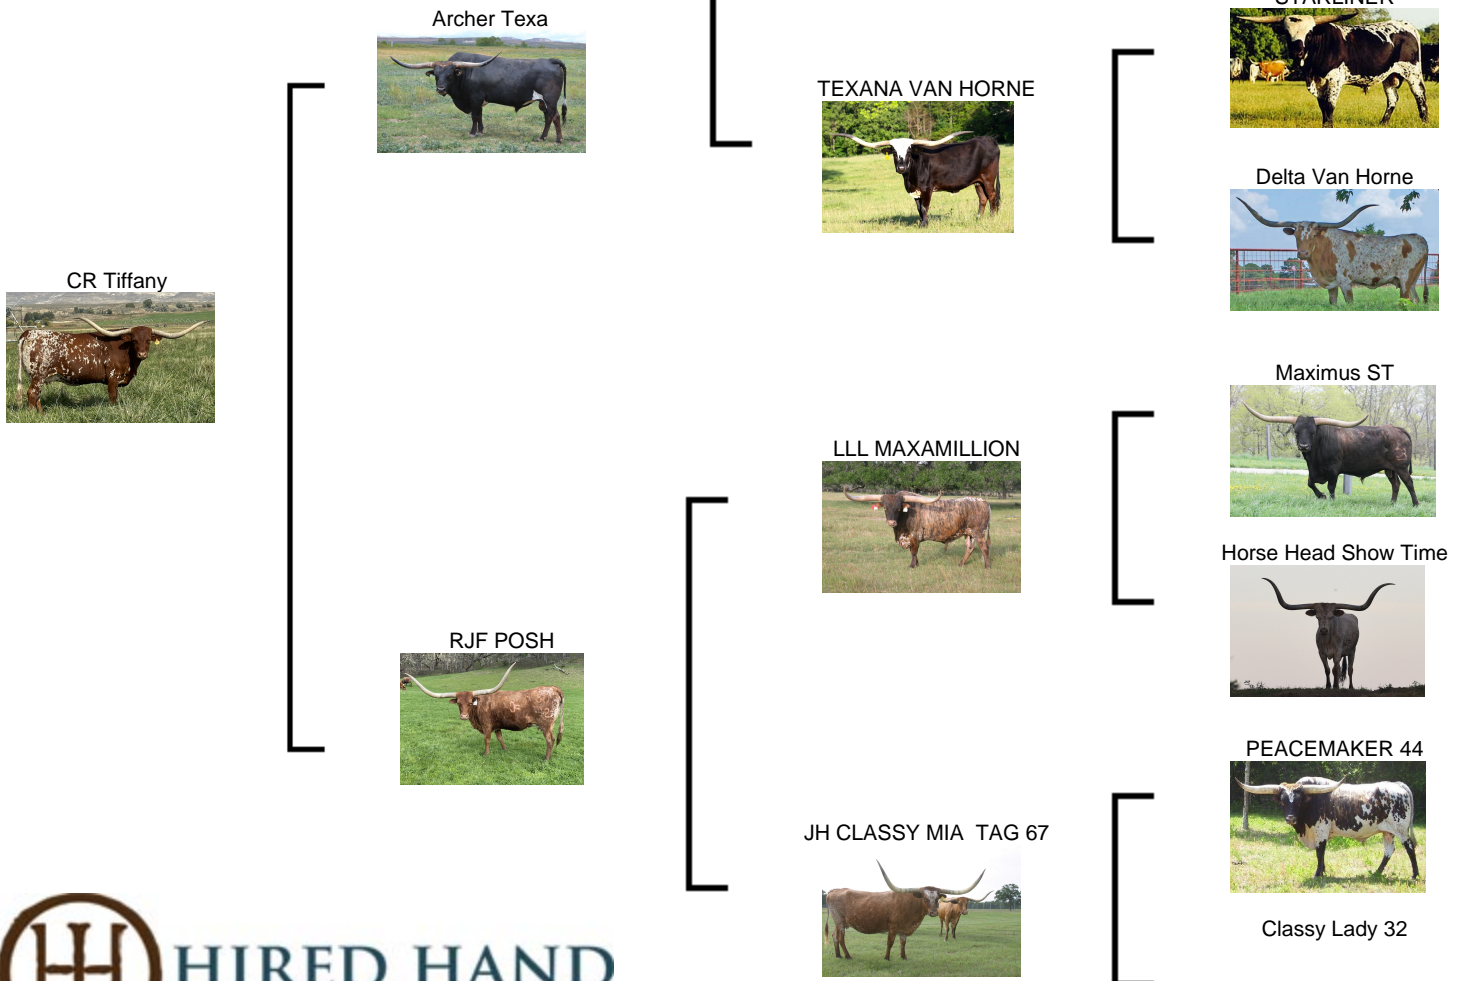 STARLINER
Archer Texa
TEXANA VAN HORNE
Delta Van Horne
CR Tiffany
Maximus ST
LLL MAXAMILLION
Horse Head Show Time
RJF POSH
PEACEMAKER 44
JH CLASSY MIA  TAG 67
Classy Lady 32
HIRED HAND